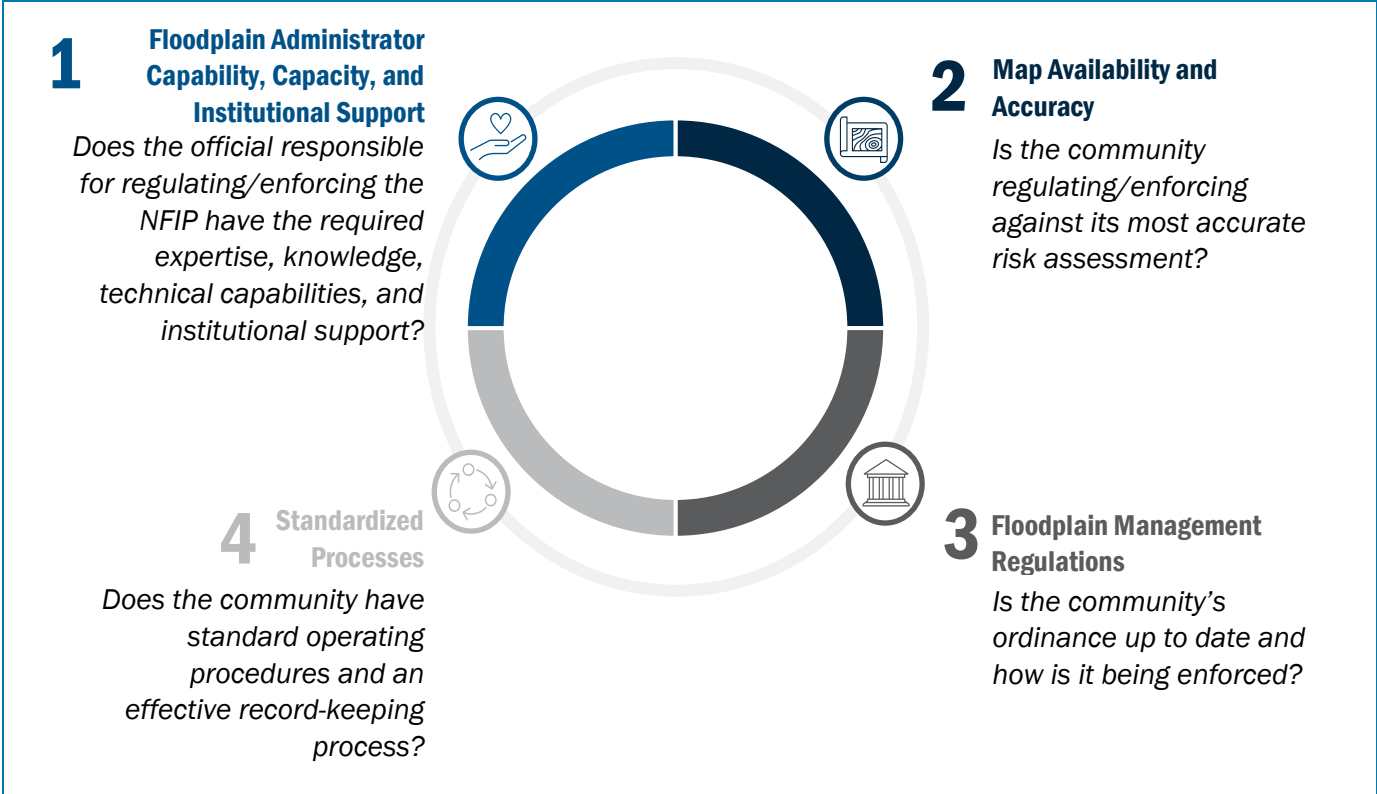 1
Floodplain Administrator
Capability, Capacity, and
Institutional Support
Does the official responsible
for regulating/enforcing the
NFIP have the required
expertise, knowledge,
technical capabilities, and
institutional support?
2
Map Availability and
Accuracy
Is the community
regulating/enforcing
against its most accurate
risk assessment?
3
Floodplain Management
Regulations
Is the community’s
ordinance up to date and
how is it being enforced?
4
Standardized
Processes
Does the community have
standard operating
procedures and an
effective record-keeping
process?